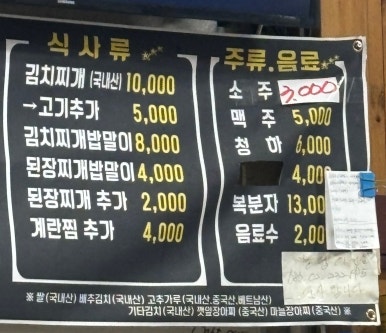 식사류
김치찌개 (국내산) 10,000
→고기추가 5,000
김치찌개밥말이 8,000
된장찌개밥말이 4,000
된장찌개 추가 2,000
계란찜 추가 4,000
주류.음료
소주 3,000
맥주 5,000
청하 6,000
4,000
복분자 13,000
음료수 2,00
※ 쌀(국내산) 배추김치(국내산) 고추가루(국내산,중국산,베트남산)
기타김치(국내산) 깻잎장아찌 (중국산) 마늘장아찌(중국산) ※